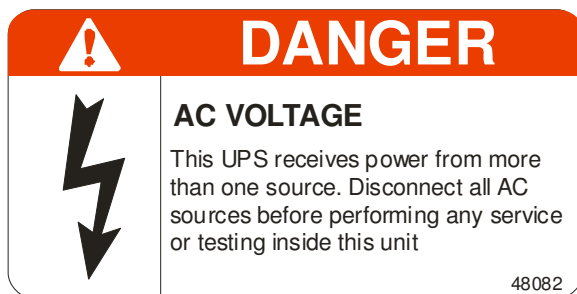 DANGER
AC VOLTAGE
This UPS receives power from more
than one source. Disconnect all AC
sources before performing any service
or testing inside this unit
48082